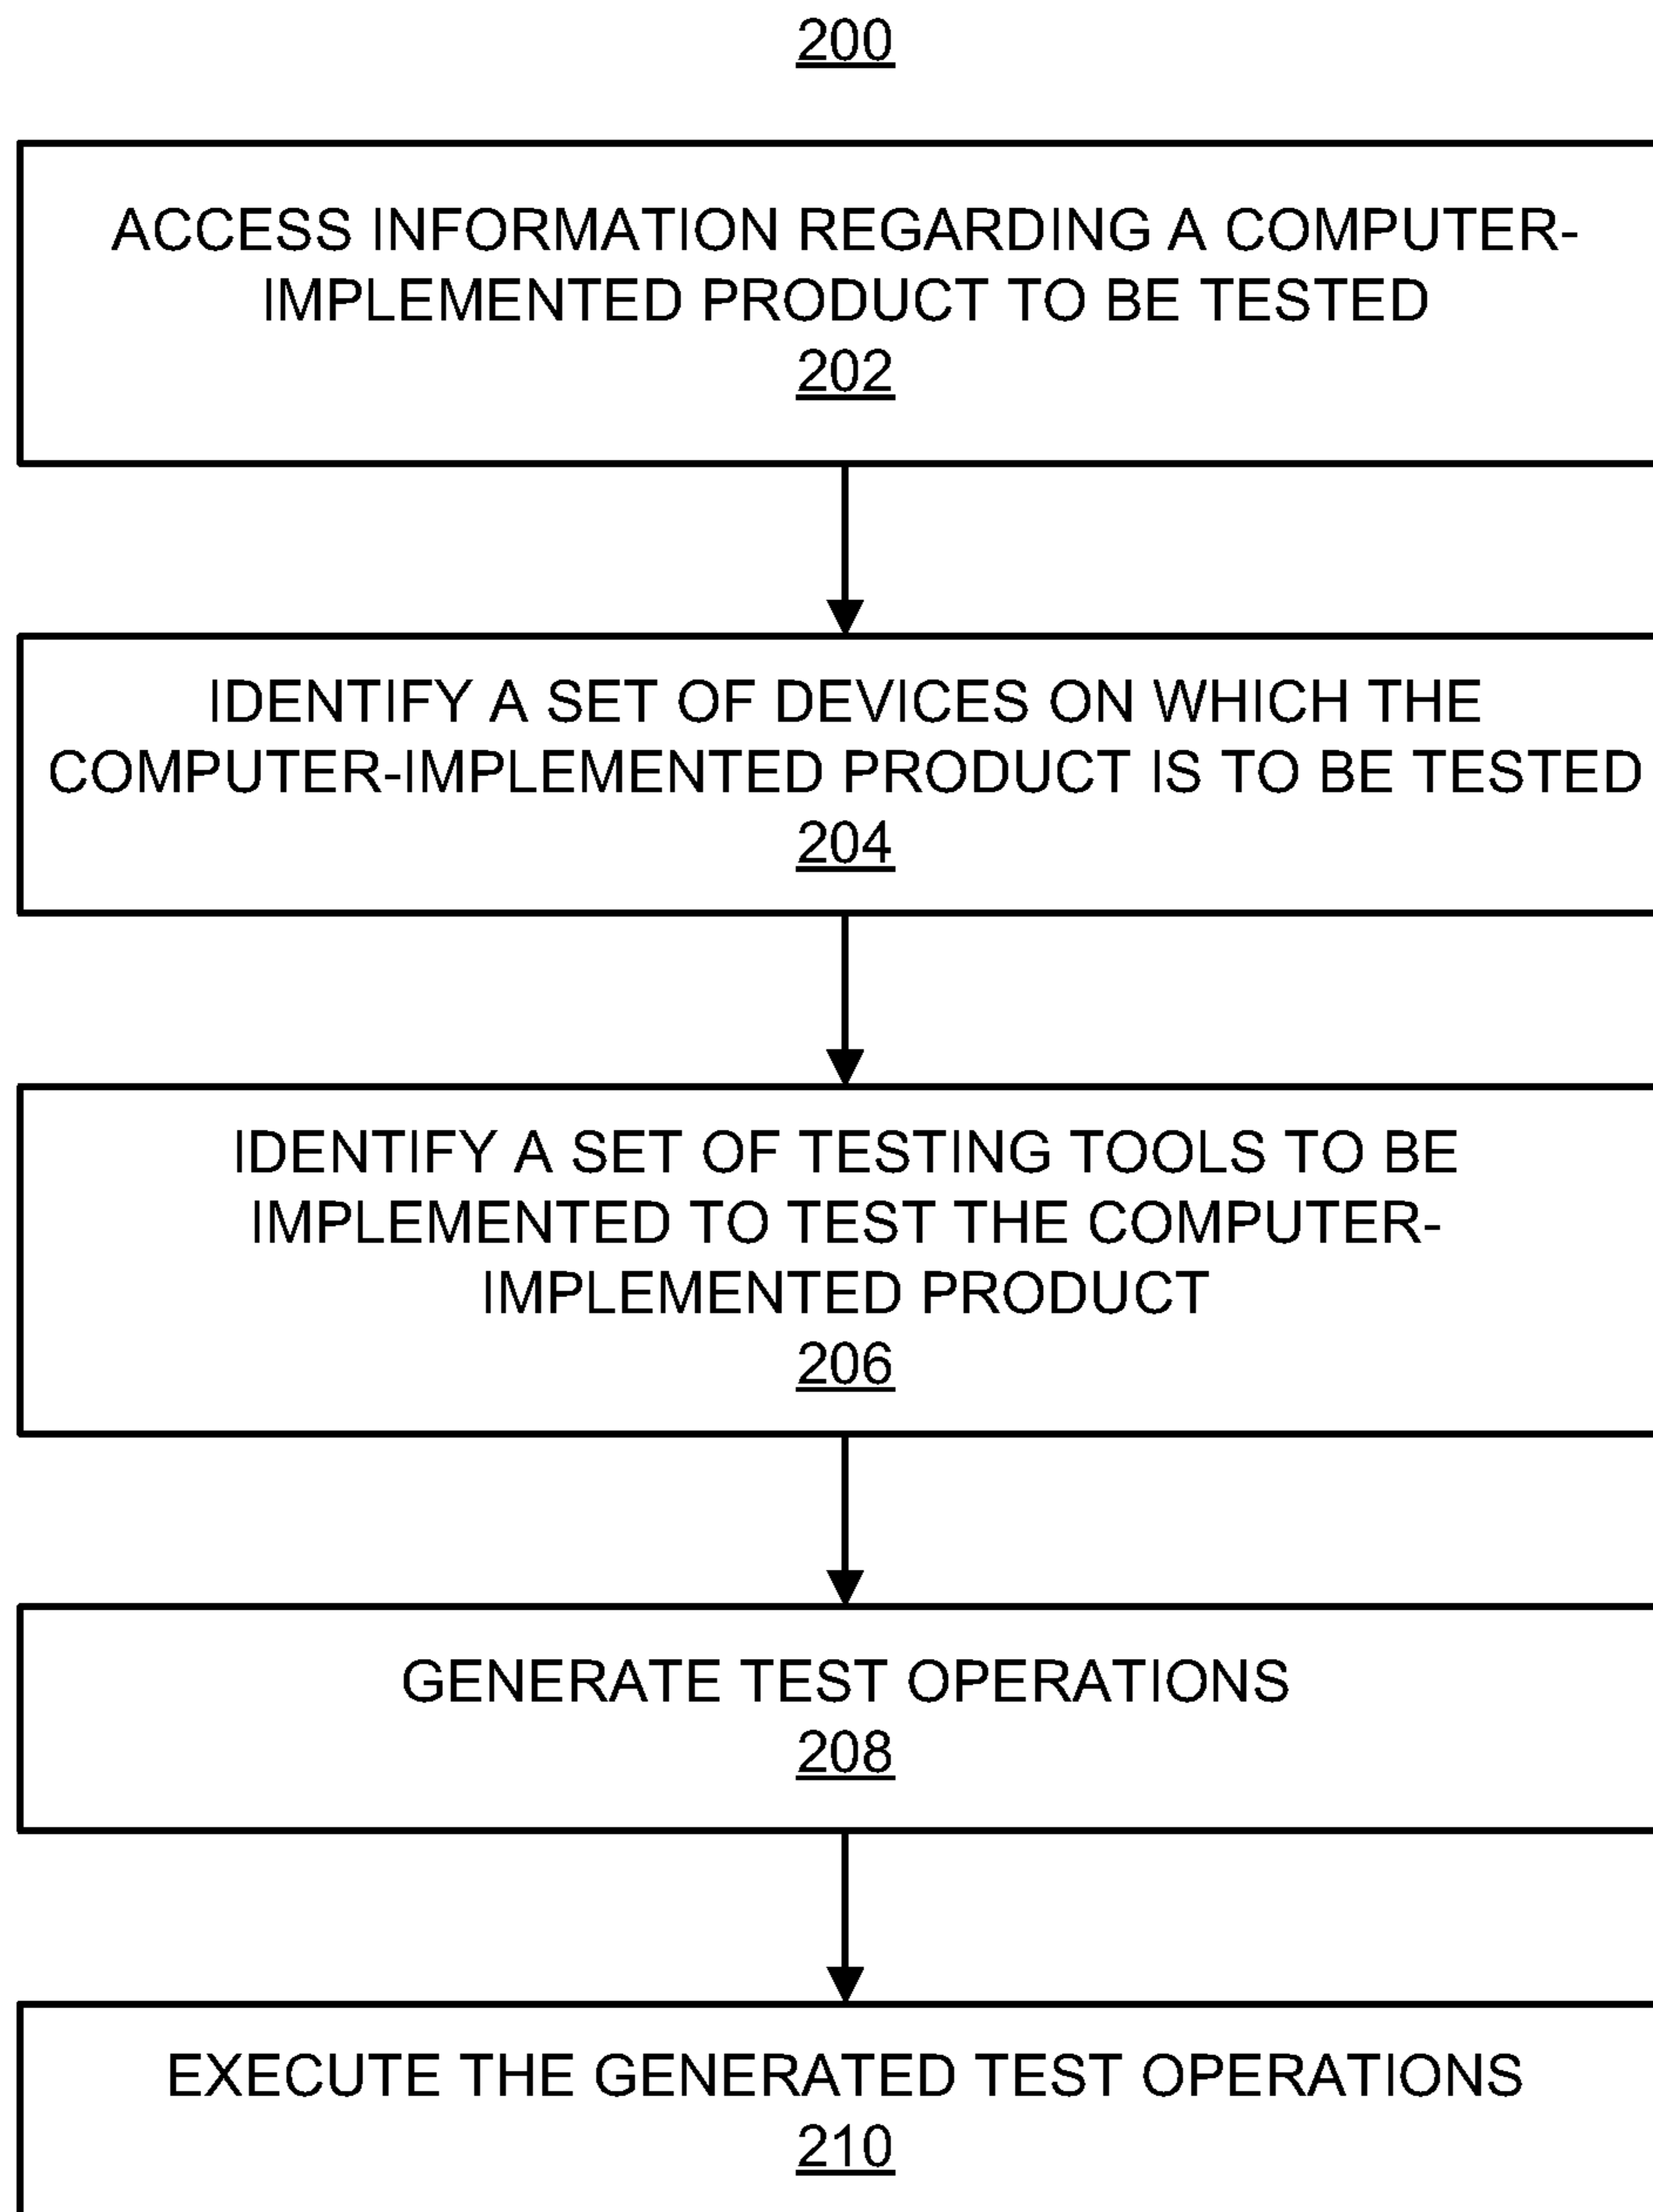 200
ACCESS INFORMATION REGARDING A COMPUTER-
IMPLEMENTED PRODUCT TO BE TESTED
202
IDENTIFY A SET OF DEVICES ON WHICH THE
COMPUTER-IMPLEMENTED PRODUCT IS TO BE TESTED
204
IDENTIFY A SET OF TESTING TOOLS TO BE
IMPLEMENTED TO TEST THE COMPUTER-
IMPLEMENTED PRODUCT
206
GENERATE TEST OPERATIONS
208
EXECUTE THE GENERATED TEST OPERATIONS
210